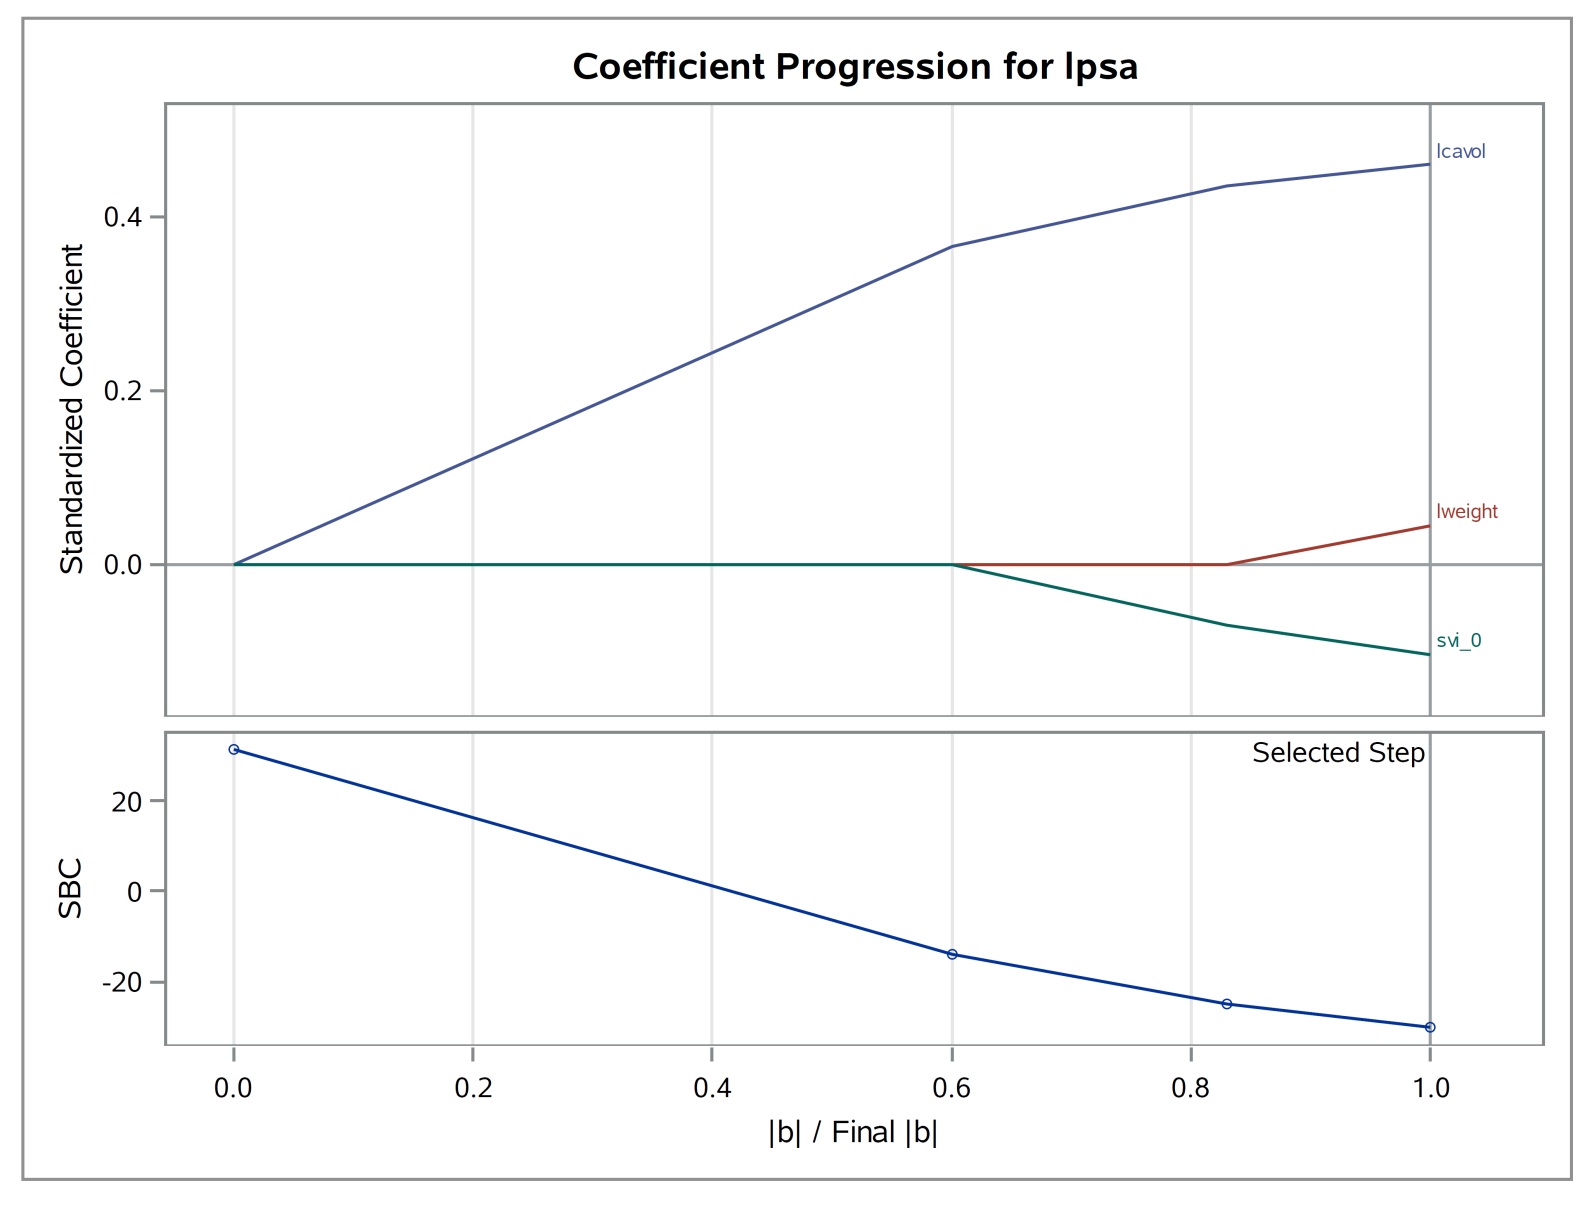 Coefficient Progression for lpsa
Standardized Coefficient
0.4
0.2
0.0
lcavol
lweight
svi_0
SBC
20
0
-20
Selected Step
0.0 0.2 0.4 0.6 0.8 1.0
|b| / Final |b|